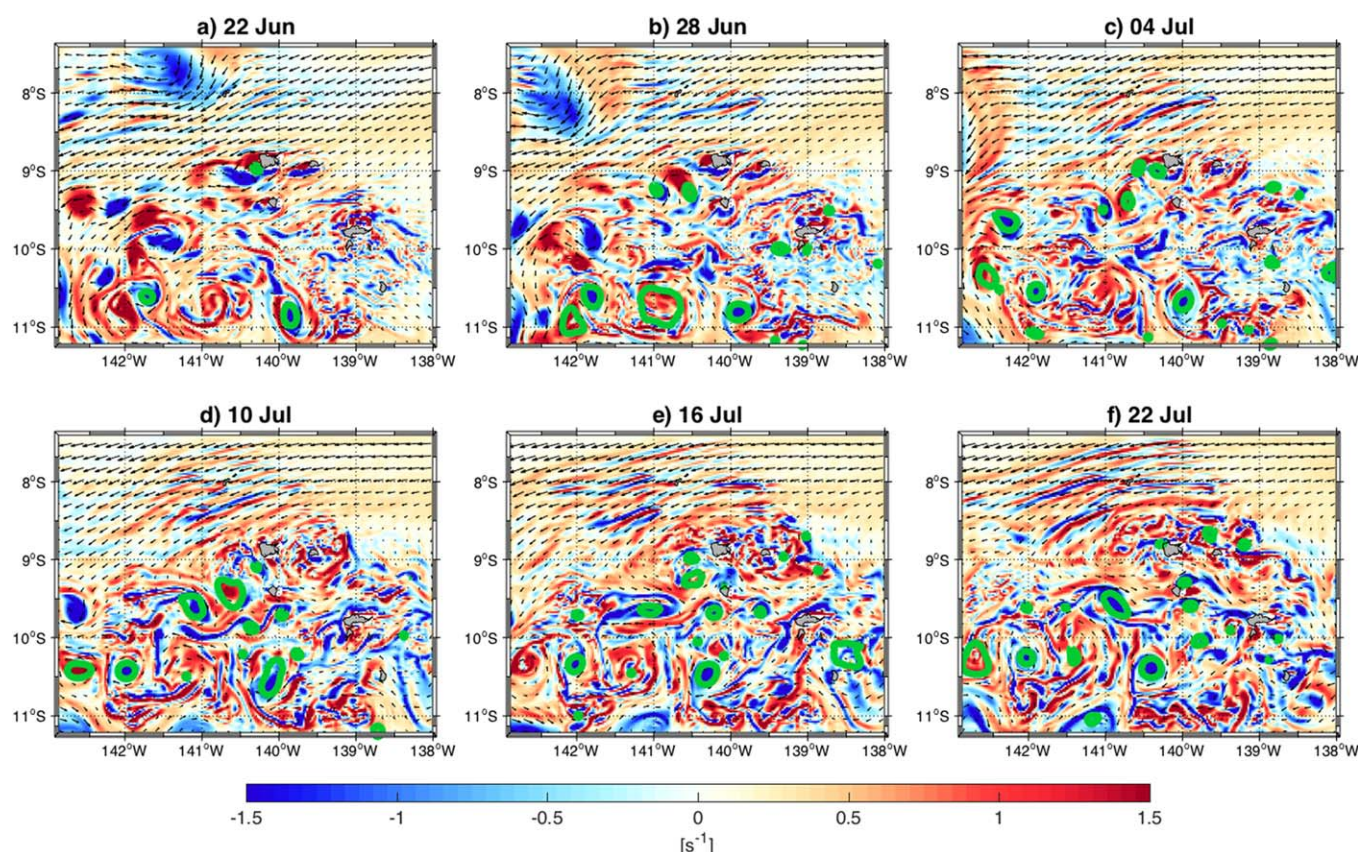 a) 22 Jun
b) 28 Jun
c) 04 Jul
8°S
9°S
10°S
11°S
142°W 141°W 140°W 139°W 138°W
8°S
9°S
10°S
11°S
142°W 141°W 140°W 139°W 138°W
8°S
9°S
10°S
11°S
142°W 141°W 140°W 139°W 138°W
d) 10 Jul
e) 16 Jul
f) 22 Jul
8°S
9°S
10°S
11°S
142°W 141°W 140°W 139°W 138°W
8°S
9°S
10°S
11°S
142°W 141°W 140°W 139°W 138°W
8°S
9°S
10°S
11°S
142°W 141°W 140°W 139°W 138°W
-1.5 -1 -0.5 0 0.5 1 1.5
[s⁻¹]